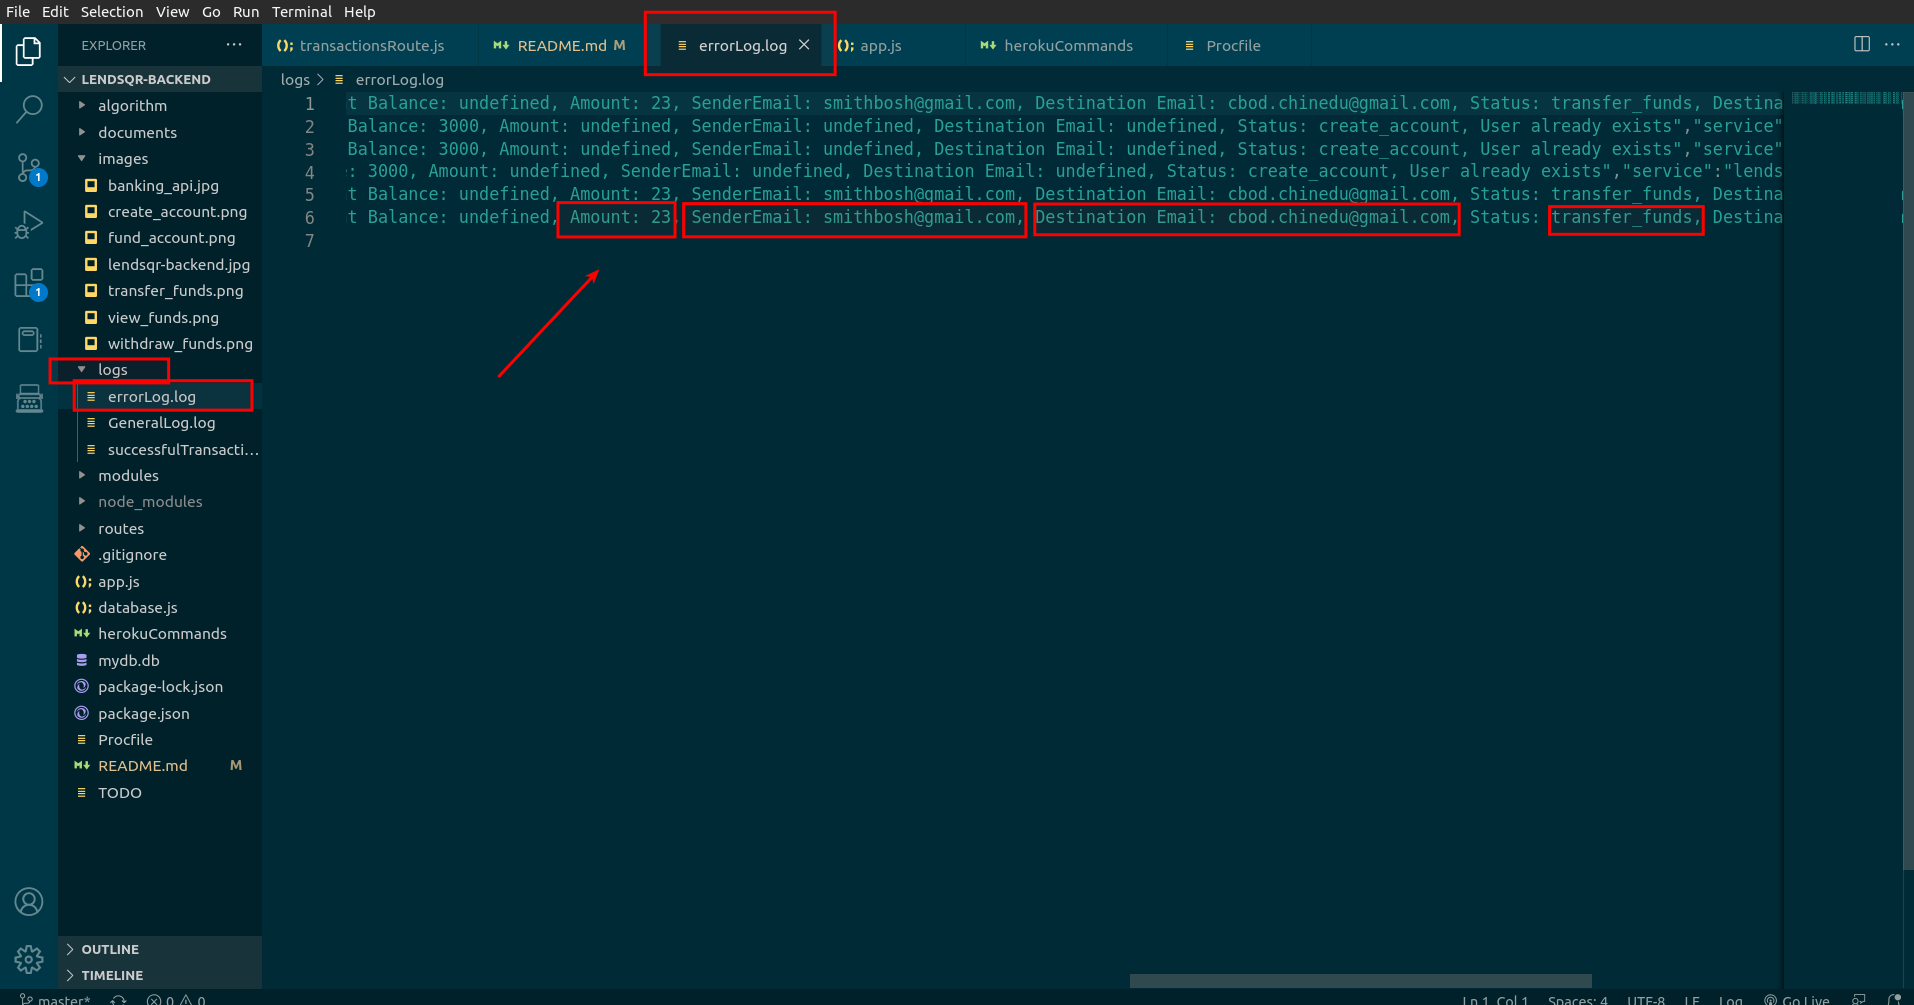 File Edit Selection View Go Run Terminal Help
EXPLORER
transactionsRoute.js
README.md M
errorLog.log
app.js
herokuCommands
Procfile
LENDSQR-BACKEND
logs > errorLog.log
algorithm
documents
images
banking_api.jpg
create_account.png
fund_account.png
lendsqr-backend.jpg
transfer_funds.png
view_funds.png
withdraw_funds.png
logs
errorLog.log
GeneralLog.log
successfulTransacti...
modules
node_modules
routes
.gitignore
app.js
database.js
herokuCommands
mydb.db
package-lock.json
package.json
Procfile
README.md M
TODO
OUTLINE
TIMELINE
1 t Balance: undefined, Amount: 23, SenderEmail: smithbosh@gmail.com, Destination Email: cbod.chinedu@gmail.com, Status: transfer_funds, Destina
2 Balance: 3000, Amount: undefined, SenderEmail: undefined, Destination Email: undefined, Status: create_account, User already exists","service"
3 Balance: 3000, Amount: undefined, SenderEmail: undefined, Destination Email: undefined, Status: create_account, User already exists","service"
4 : 3000, Amount: undefined, SenderEmail: undefined, Destination Email: undefined, Status: create_account, User already exists","service":"lends
5 t Balance: undefined, Amount: 23, SenderEmail: smithbosh@gmail.com, Destination Email: cbod.chinedu@gmail.com, Status: transfer_funds, Destina
6 t Balance: undefined, Amount: 23, SenderEmail: smithbosh@gmail.com, Destination Email: cbod.chinedu@gmail.com, Status: transfer_funds, Destina
7
1
1
master* 0 0 Ln 1, Col 1 Spaces: 4 UTF-8 LF Log Go Live